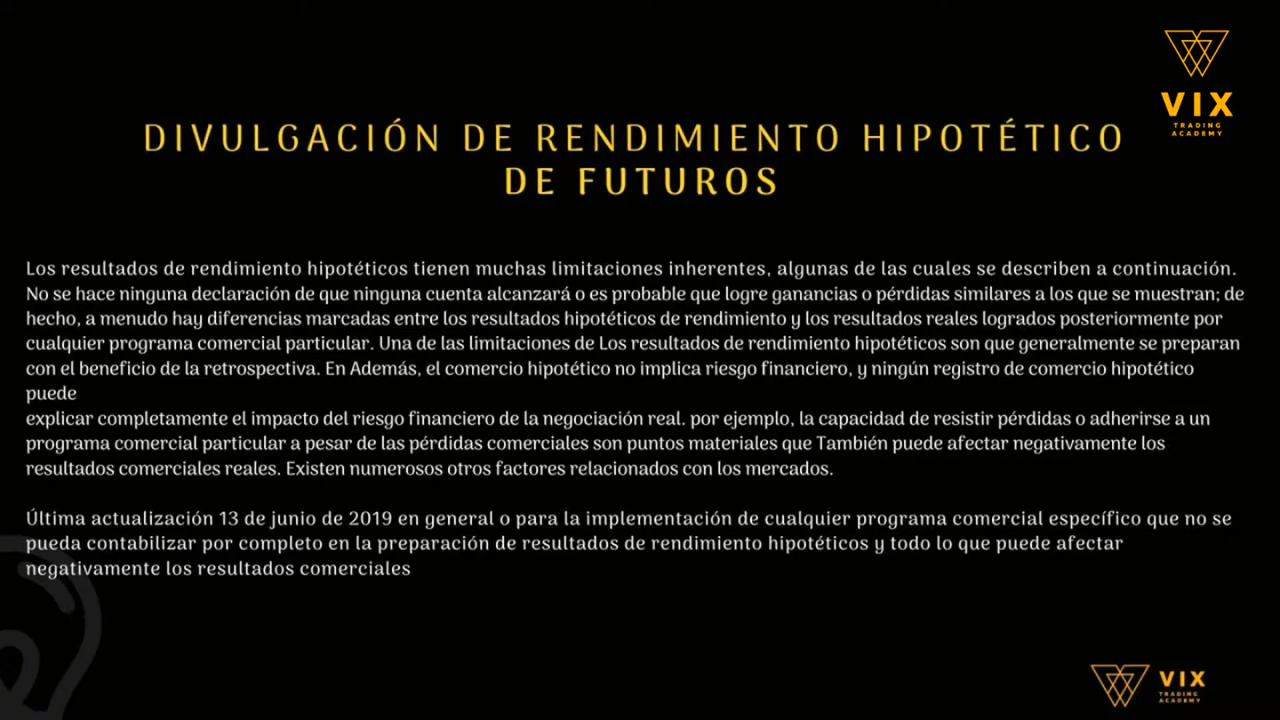 VIX
TRADING
ACADEMY
DIVULGACIÓN DE RENDIMIENTO HIPOTÉTICO
DE FUTUROS
Los resultados de rendimiento hipotéticos tienen muchas limitaciones inherentes, algunas de las cuales se describen a continuación.
No se hace ninguna declaración de que ninguna cuenta alcanzará o es probable que logre ganancias o pérdidas similares a los que se muestran; de
hecho, a menudo hay diferencias marcadas entre los resultados hipotéticos de rendimiento y los resultados reales logrados posteriormente por
cualquier programa comercial particular. Una de las limitaciones de Los resultados de rendimiento hipotéticos son que generalmente se preparan
con el beneficio de la retrospectiva. En Además, el comercio hipotético no implica riesgo financiero, y ningún registro de comercio hipotético
puede
explicar completamente el impacto del riesgo financiero de la negociación real. por ejemplo, la capacidad de resistir pérdidas o adherirse a un
programa comercial particular a pesar de las pérdidas comerciales son puntos materiales que También puede afectar negativamente los
resultados comerciales reales. Existen numerosos otros factores relacionados con los mercados.
Última actualización 13 de junio de 2019 en general o para la implementación de cualquier programa comercial específico que no se
pueda contabilizar por completo en la preparación de resultados de rendimiento hipotéticos y todo lo que puede afectar
negativamente los resultados comerciales
VIX
TRADING
ACADEMY